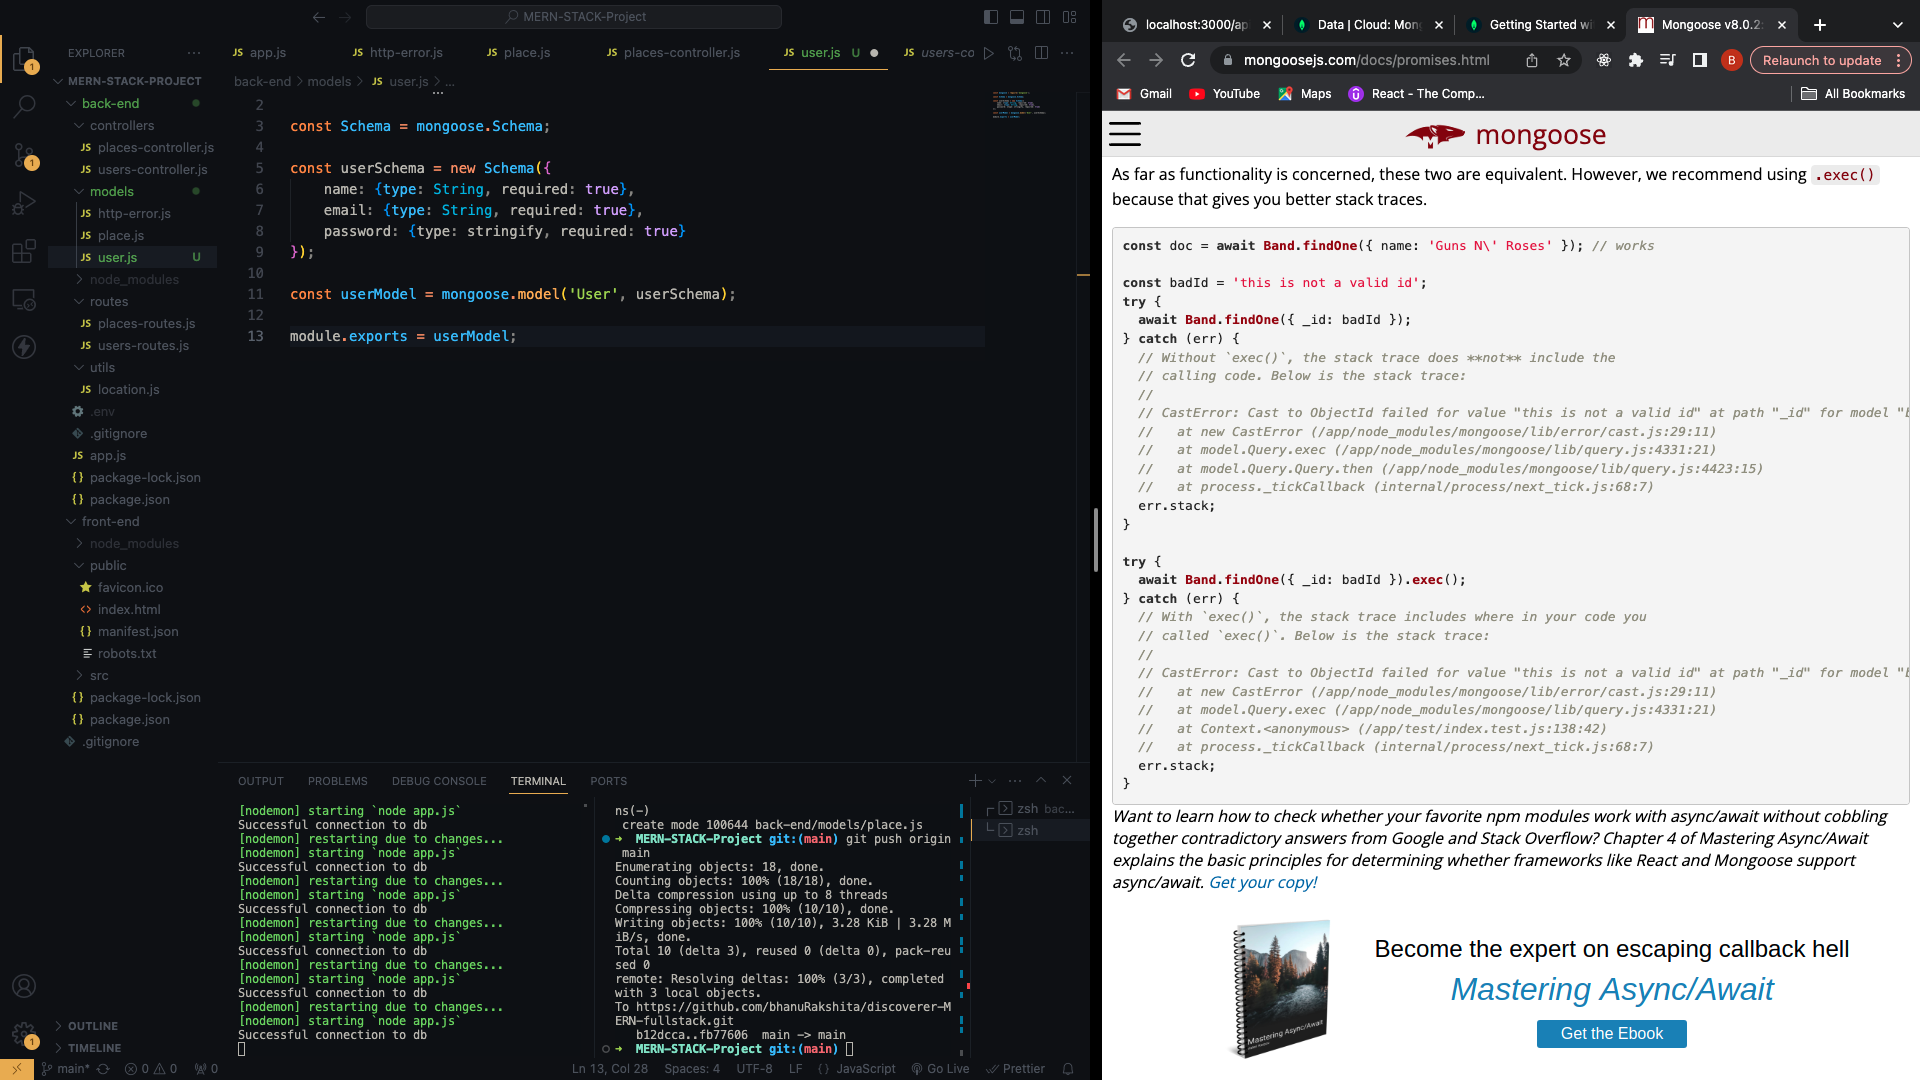 MERN-STACK-Project
EXPLORER
MERN-STACK-PROJECT
back-end
controllers
places-controller.js
users-controller.js
models
http-error.js
place.js
user.js U
node_modules
routes
places-routes.js
users-routes.js
utils
location.js
.env
.gitignore
app.js
package-lock.json
package.json
front-end
node_modules
public
favicon.ico
index.html
manifest.json
robots.txt
src
package-lock.json
package.json
.gitignore
OUTLINE
TIMELINE
app.js http-error.js place.js places-controller.js user.js U users-co
back-end > models > JS user.js > ...
2
3 const Schema = mongoose.Schema;
4
5 const userSchema = new Schema({
6 name: {type: String, required: true},
7 email: {type: String, required: true},
8 password: {type: stringify, required: true}
9 });
10
11 const userModel = mongoose.model('User', userSchema);
12
13 module.exports = userModel;
OUTPUT PROBLEMS DEBUG CONSOLE TERMINAL PORTS
[nodemon] starting `node app.js`
Successful connection to db
[nodemon] restarting due to changes...
[nodemon] starting `node app.js`
Successful connection to db
[nodemon] restarting due to changes...
[nodemon] starting `node app.js`
Successful connection to db
[nodemon] restarting due to changes...
[nodemon] starting `node app.js`
Successful connection to db
[nodemon] restarting due to changes...
[nodemon] starting `node app.js`
Successful connection to db
[nodemon] restarting due to changes...
[nodemon] starting `node app.js`
Successful connection to db
ns(-)
create mode 100644 back-end/models/place.js
➜ MERN-STACK-Project git:(main) git push origin
main
Enumerating objects: 18, done.
Counting objects: 100% (18/18), done.
Delta compression using up to 8 threads
Compressing objects: 100% (10/10), done.
Writing objects: 100% (10/10), 3.28 KiB | 3.28 M
iB/s, done.
Total 10 (delta 3), reused 0 (delta 0), pack-reu
sed 0
remote: Resolving deltas: 100% (3/3), completed
with 3 local objects.
To https://github.com/bhanuRakshita/discoverer-M
ERN-fullstack.git
b12dcca..fb77606 main -> main
➜ MERN-STACK-Project git:(main)
zsh bac...
zsh
main* 0 0 0 Ln 13, Col 28 Spaces: 4 UTF-8 LF {} JavaScript Go Live Prettier
localhost:3000/api Data | Cloud: Mon Getting Started wi Mongoose v8.0.2:
mongoosejs.com/docs/promises.html B Relaunch to update
Gmail YouTube Maps React - The Comp... All Bookmarks
mongoose
As far as functionality is concerned, these two are equivalent. However, we recommend using .exec()
because that gives you better stack traces.
const doc = await Band.findOne({ name: 'Guns N\' Roses' }); // works
const badId = 'this is not a valid id';
try {
await Band.findOne({ _id: badId });
} catch (err) {
// Without `exec()`, the stack trace does **not** include the
// calling code. Below is the stack trace:
//
// CastError: Cast to ObjectId failed for value "this is not a valid id" at path "_id" for model "b
// at new CastError (/app/node_modules/mongoose/lib/error/cast.js:29:11)
// at model.Query.exec (/app/node_modules/mongoose/lib/query.js:4331:21)
// at model.Query.Query.then (/app/node_modules/mongoose/lib/query.js:4423:15)
// at process._tickCallback (internal/process/next_tick.js:68:7)
err.stack;
}
try {
await Band.findOne({ _id: badId }).exec();
} catch (err) {
// With `exec()`, the stack trace includes where in your code you
// called `exec()`. Below is the stack trace:
//
// CastError: Cast to ObjectId failed for value "this is not a valid id" at path "_id" for model "b
// at new CastError (/app/node_modules/mongoose/lib/error/cast.js:29:11)
// at model.Query.exec (/app/node_modules/mongoose/lib/query.js:4331:21)
// at Context.<anonymous> (/app/test/index.test.js:138:42)
// at process._tickCallback (internal/process/next_tick.js:68:7)
err.stack;
}
Want to learn how to check whether your favorite npm modules work with async/await without cobbling
together contradictory answers from Google and Stack Overflow? Chapter 4 of Mastering Async/Await
explains the basic principles for determining whether frameworks like React and Mongoose support
async/await. Get your copy!
Mastering Async/Await
Become the expert on escaping callback hell
Mastering Async/Await
Get the Ebook